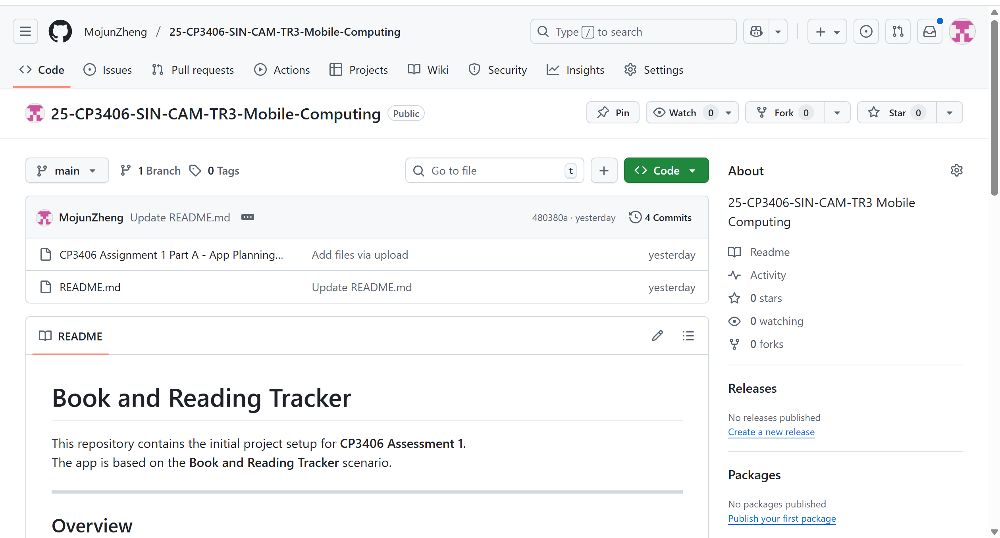 MojunZheng / 25-CP3406-SIN-CAM-TR3-Mobile-Computing
Type / to search
Code Issues Pull requests Actions Projects Wiki Security Insights Settings
25-CP3406-SIN-CAM-TR3-Mobile-Computing Public
Pin Watch 0 Fork 0 Star 0
main 1 Branch 0 Tags
Go to file t
Code
MojunZheng Update README.md 480380a · yesterday 4 Commits
CP3406 Assignment 1 Part A - App Planning... Add files via upload yesterday
README.md Update README.md yesterday
README
Book and Reading Tracker
This repository contains the initial project setup for CP3406 Assessment 1.
The app is based on the Book and Reading Tracker scenario.
Overview
About
25-CP3406-SIN-CAM-TR3 Mobile
Computing
Readme
Activity
0 stars
0 watching
0 forks
Releases
No releases published
Create a new release
Packages
No packages published
Publish your first package